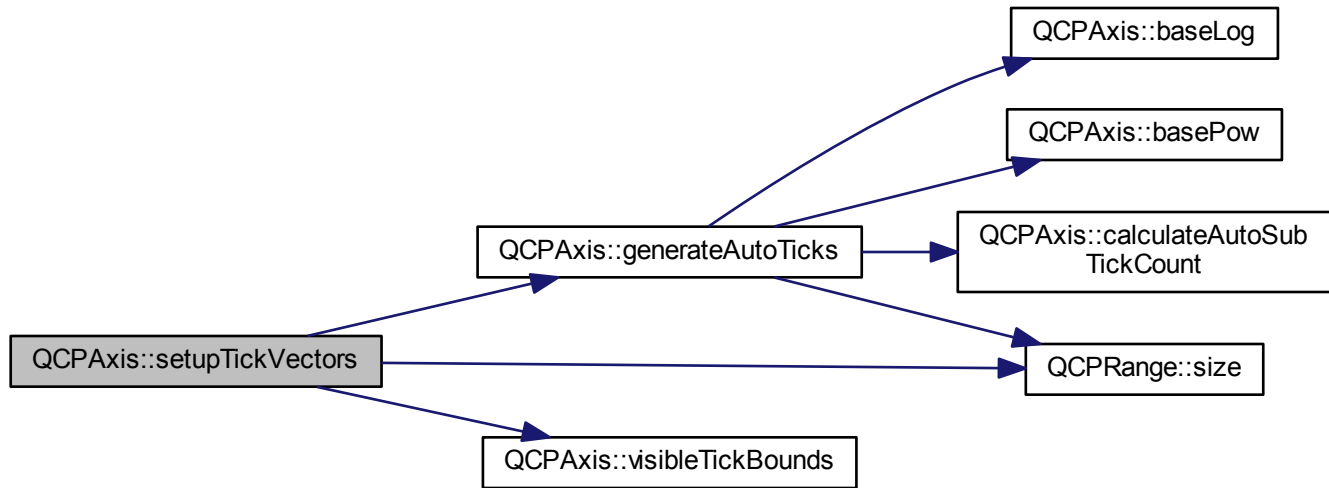 QCPAxis::baseLog
QCPAxis::basePow
QCPAxis::generateAutoTicks
QCPAxis::calculateAutoSub
TickCount
QCPAxis::setupTickVectors
QCPRange::size
QCPAxis::visibleTickBounds